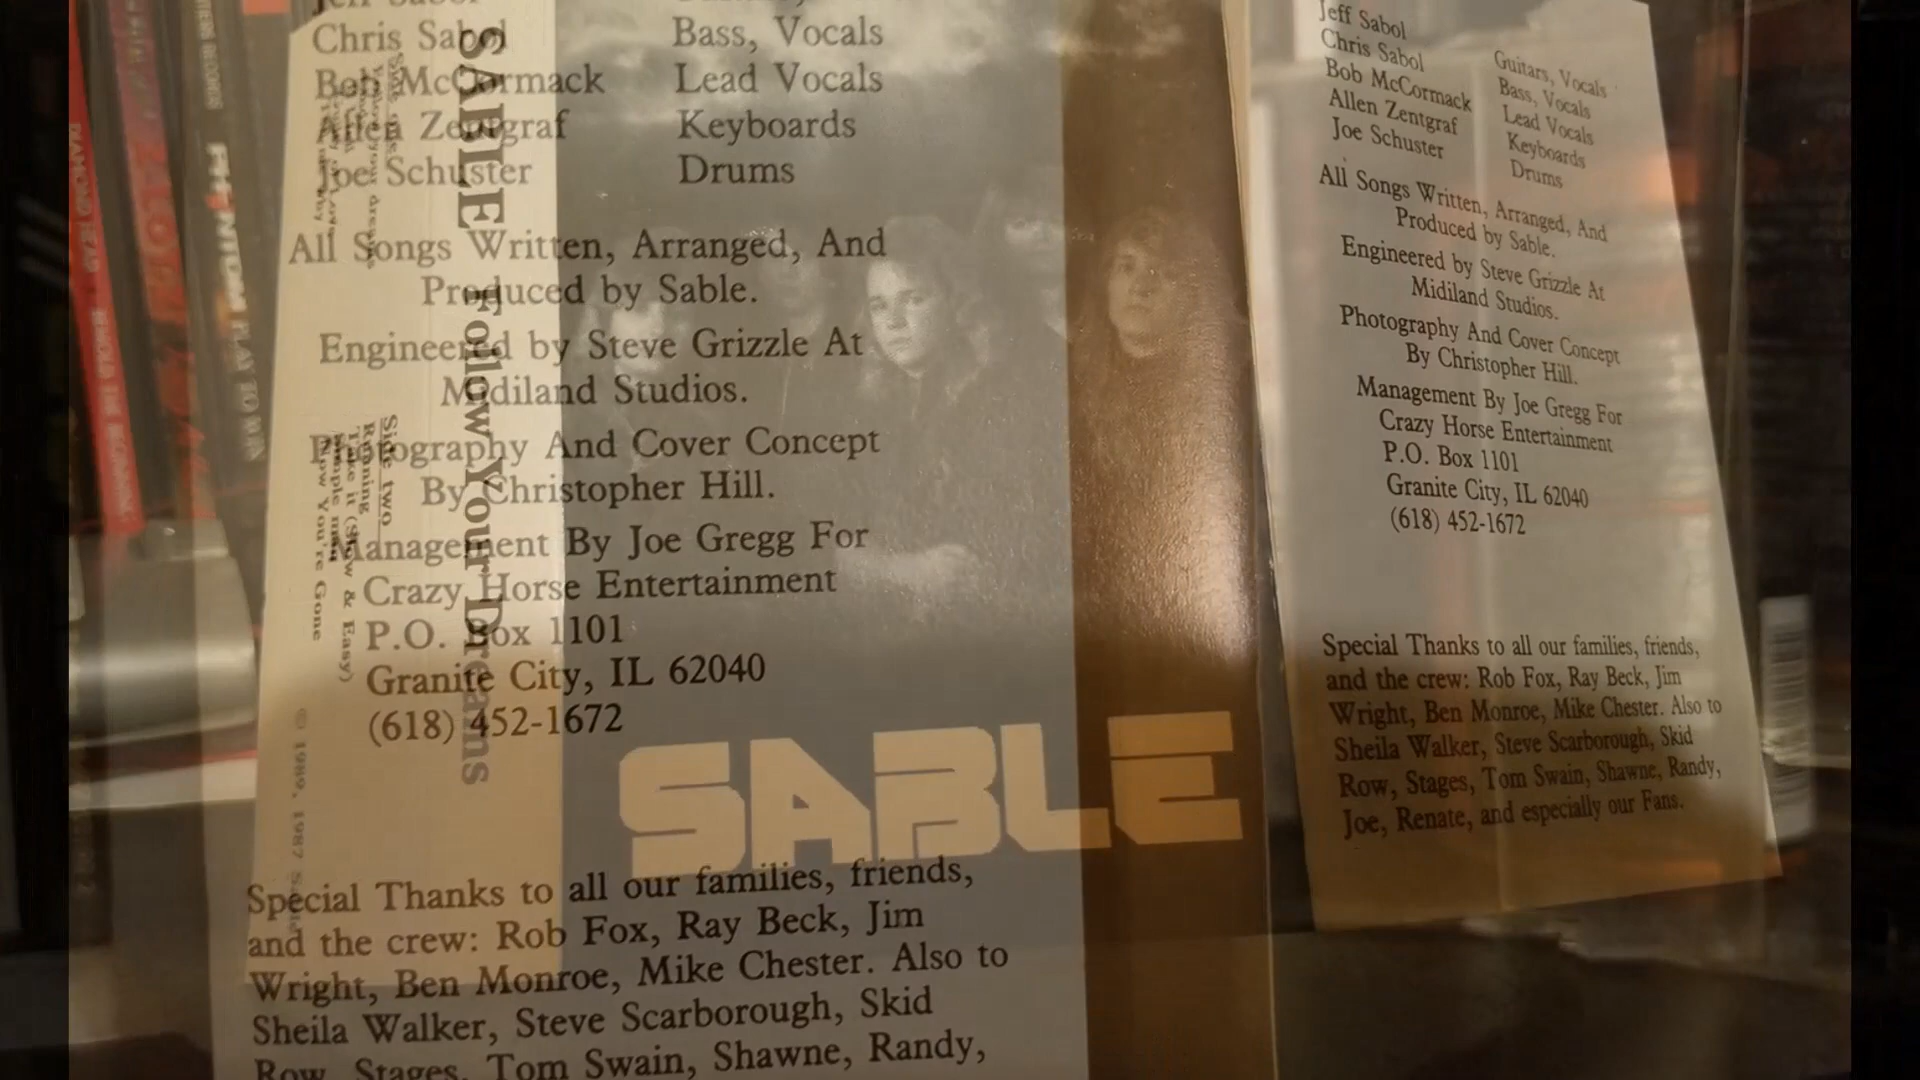 Chris Sabol Bass, Vocals
Bob McCormack Lead Vocals
Allen Zentgraf Keyboards
Joe Schuster Drums
All Songs Written, Arranged, And
Produced by Sable.
Engineered by Steve Grizzle At
Midiland Studios.
Photography And Cover Concept
By Christopher Hill.
Management By Joe Gregg For
Crazy Horse Entertainment
P.O. Box 1101
Granite City, IL 62040
(618) 452-1672
Special Thanks to all our families, friends,
and the crew: Rob Fox, Ray Beck, Jim
Wright, Ben Monroe, Mike Chester. Also to
Sheila Walker, Steve Scarborough, Skid
Row, Stages, Tom Swain, Shawne, Randy,
SABLE Follow Your Dreams
Side two
Running
Take it (Slow & Easy)
Simple man
Now You're Gone
© 1989, 1987
SABLE
Jeff Sabol Guitars, Vocals
Chris Sabol Bass, Vocals
Bob McCormack Lead Vocals
Allen Zentgraf Keyboards
Joe Schuster Drums
All Songs Written, Arranged, And
Produced by Sable.
Engineered by Steve Grizzle At
Midiland Studios.
Photography And Cover Concept
By Christopher Hill.
Management By Joe Gregg For
Crazy Horse Entertainment
P.O. Box 1101
Granite City, IL 62040
(618) 452-1672
Special Thanks to all our families, friends,
and the crew: Rob Fox, Ray Beck, Jim
Wright, Ben Monroe, Mike Chester. Also to
Sheila Walker, Steve Scarborough, Skid
Row, Stages, Tom Swain, Shawne, Randy,
Joe, Renate, and especially our Fans.